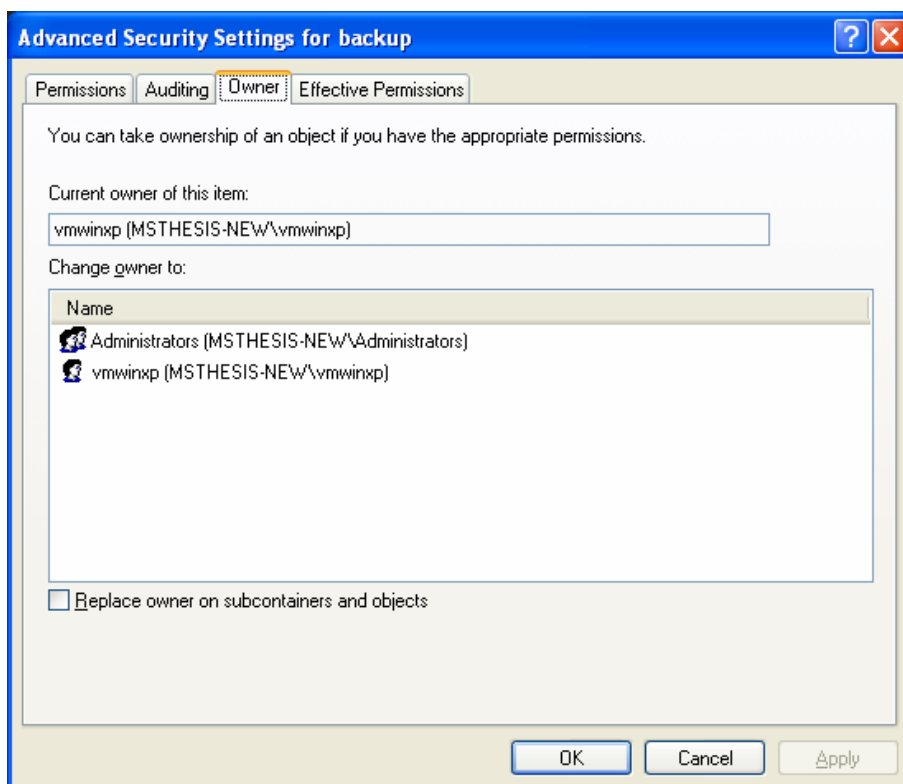 Advanced Security Settings for backup
Permissions Auditing Owner Effective Permissions
You can take ownership of an object if you have the appropriate permissions.
Current owner of this item:
vmwinxp (MSTHESIS-NEW\vmwinxp)
Change owner to:
Name
Administrators (MSTHESIS-NEW\Administrators)
vmwinxp (MSTHESIS-NEW\vmwinxp)
Replace owner on subcontainers and objects
OK Cancel Apply